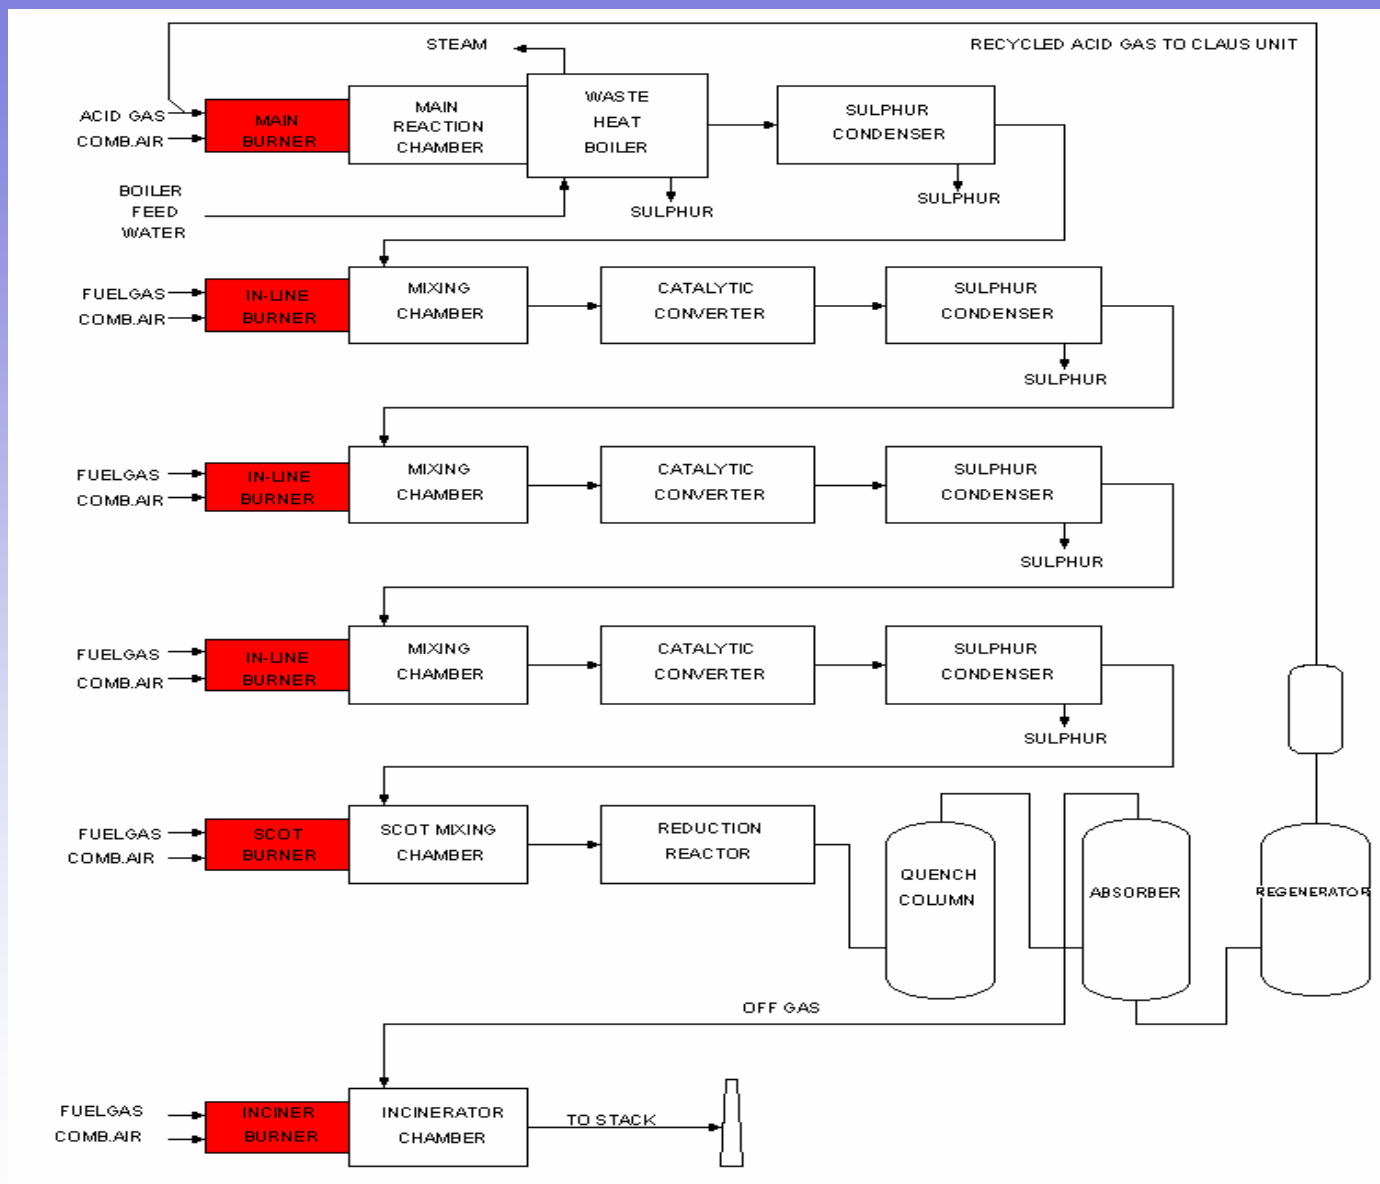 STEAM
RECYCLED ACID GAS TO CLAUS UNIT
ACID GAS
COMB.AIR
MAIN
BURNER
MAIN
REACTION
CHAMBER
WASTE
HEAT
BOILER
SULPHUR
CONDENSER
BOILER
FEED
WATER
SULPHUR
SULPHUR
FUELGAS
COMB.AIR
IN-LINE
BURNER
MIXING
CHAMBER
CATALYTIC
CONVERTER
SULPHUR
CONDENSER
SULPHUR
FUELGAS
COMB.AIR
IN-LINE
BURNER
MIXING
CHAMBER
CATALYTIC
CONVERTER
SULPHUR
CONDENSER
SULPHUR
FUELGAS
COMB.AIR
IN-LINE
BURNER
MIXING
CHAMBER
CATALYTIC
CONVERTER
SULPHUR
CONDENSER
SULPHUR
FUELGAS
COMB.AIR
SCOT
BURNER
SCOT MIXING
CHAMBER
REDUCTION
REACTOR
QUENCH
COLUMN
ABSORBER
REGENERATOR
OFF GAS
FUELGAS
COMB.AIR
INCINER
BURNER
INCINERATOR
CHAMBER
TO STACK